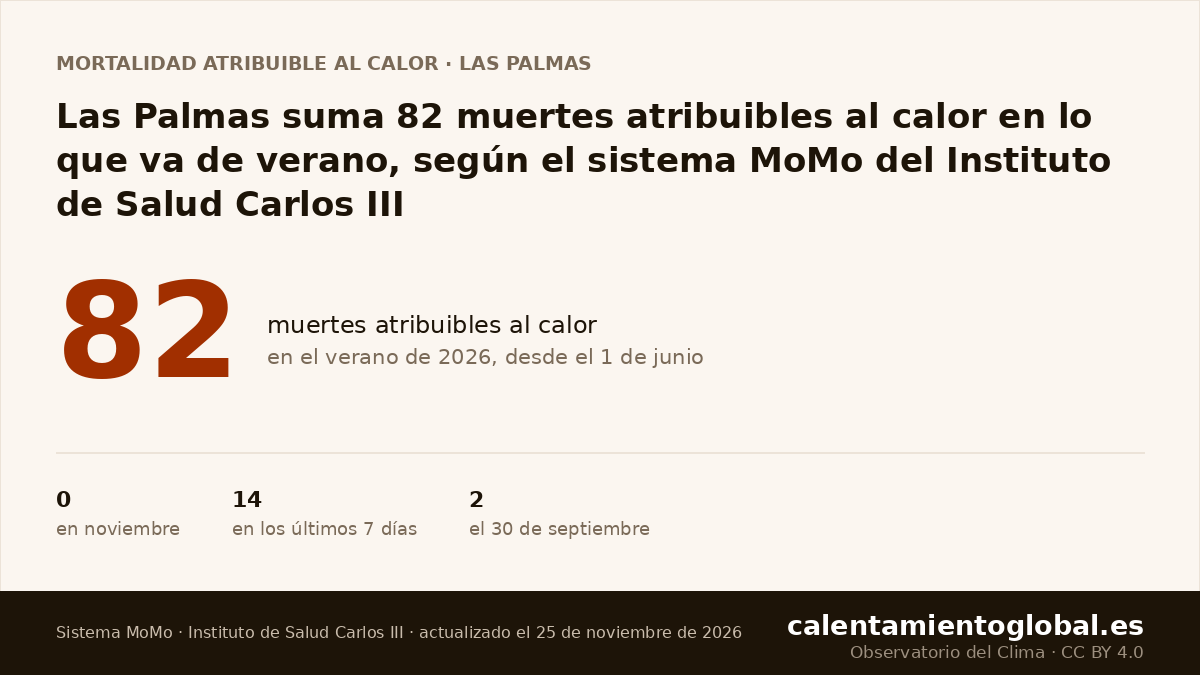 MORTALIDAD ATRIBUIBLE AL CALOR · LAS PALMAS
Las Palmas suma 82 muertes atribuibles al calor en lo
que va de verano, según el sistema MoMo del Instituto
de Salud Carlos III
82
muertes atribuibles al calor
en el verano de 2026, desde el 1 de junio
0
en noviembre
14
en los últimos 7 días
2
el 30 de septiembre
Sistema MoMo · Instituto de Salud Carlos III · actualizado el 25 de noviembre de 2026
calentamientoglobal.es
Observatorio del Clima · CC BY 4.0